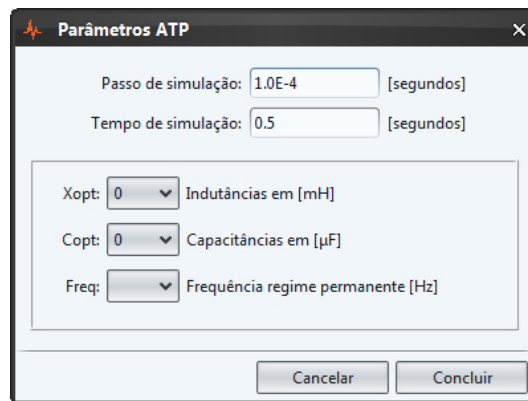 Parâmetros ATP
Passo de simulação: 1.0E-4 [segundos]
Tempo de simulação: 0.5 [segundos]
Xopt: 0 Indutâncias em [mH]
Copt: 0 Capacitâncias em [µF]
Freq: Frequência regime permanente [Hz]
Cancelar Concluir